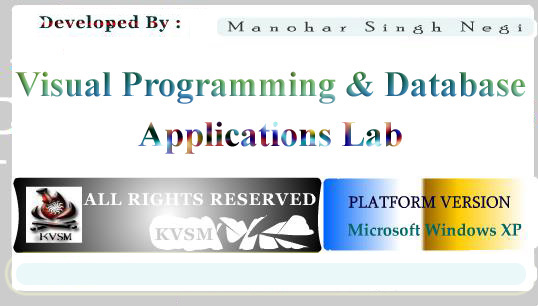 Developed By : Manohar Singh Negi
Visual Programming & Database
Applications Lab
ALL RIGHTS RESERVED
KVSM
KVSM
PLATFORM VERSION
Microsoft Windows XP